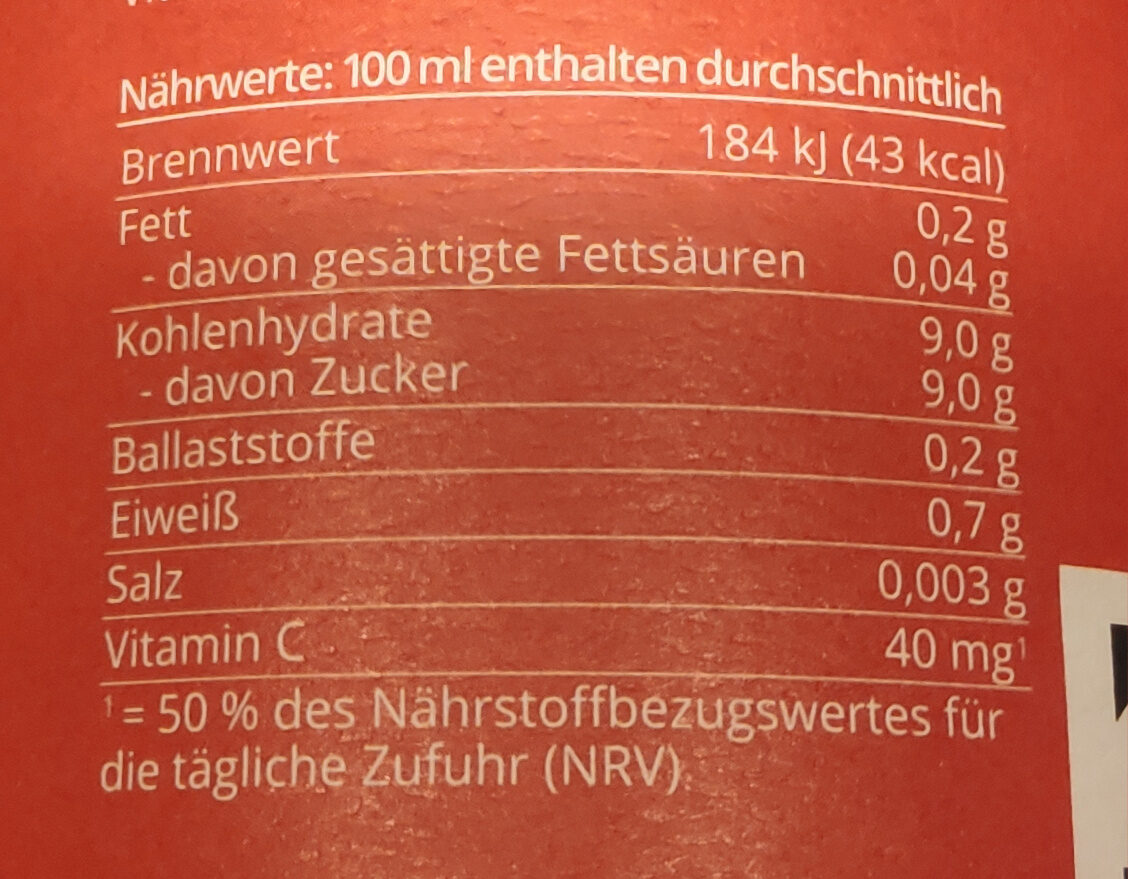 Nährwerte: 100 ml enthalten durchschnittlich
Brennwert 184 kJ (43 kcal)
Fett 0,2 g
- davon gesättigte Fettsäuren 0,04 g
Kohlenhydrate 9,0 g
- davon Zucker 9,0 g
Ballaststoffe 0,2 g
Eiweiß 0,7 g
Salz 0,003 g
Vitamin C 40 mg¹
¹ = 50 % des Nährstoffbezugswertes für
die tägliche Zufuhr (NRV)